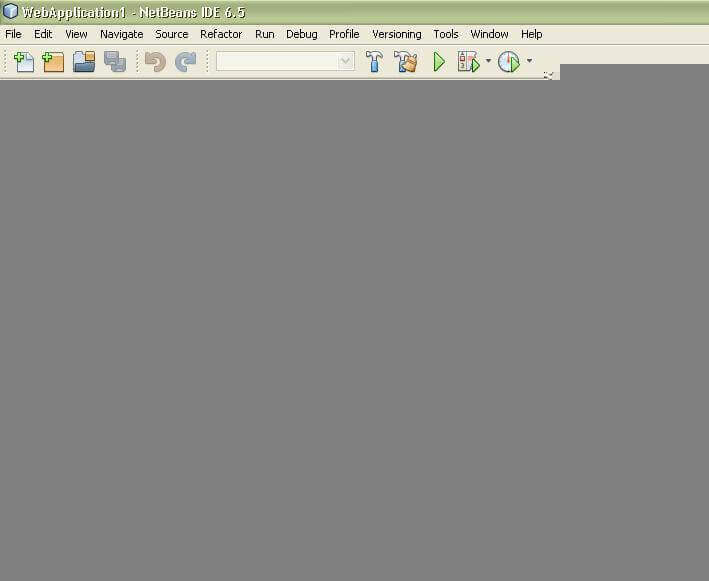 WebApplication1 - NetBeans IDE 6.5
File Edit View Navigate Source Refactor Run Debug Profile Versioning Tools Window Help